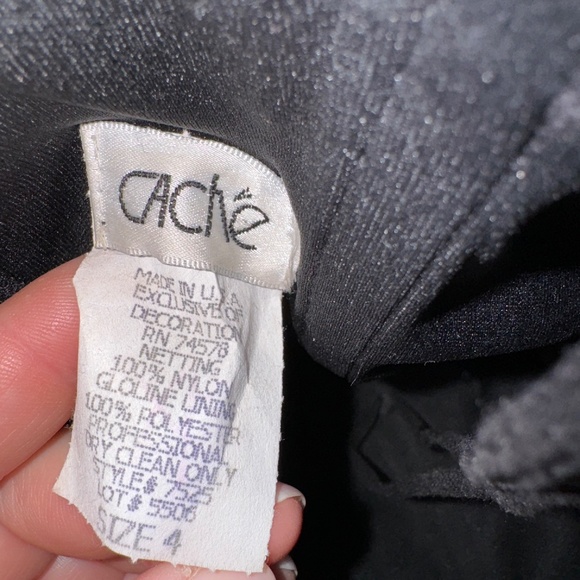 CAChé
MADE IN U.S.A
EXCLUSIVE OF
DECORATION
RN 74578
NETTING
100% NYLON
GLOLINE LINING
100% POLYESTER
PROFESSIONAL
DRY CLEAN ONLY
STYLE# 7525
LOT# 5506
SIZE 4